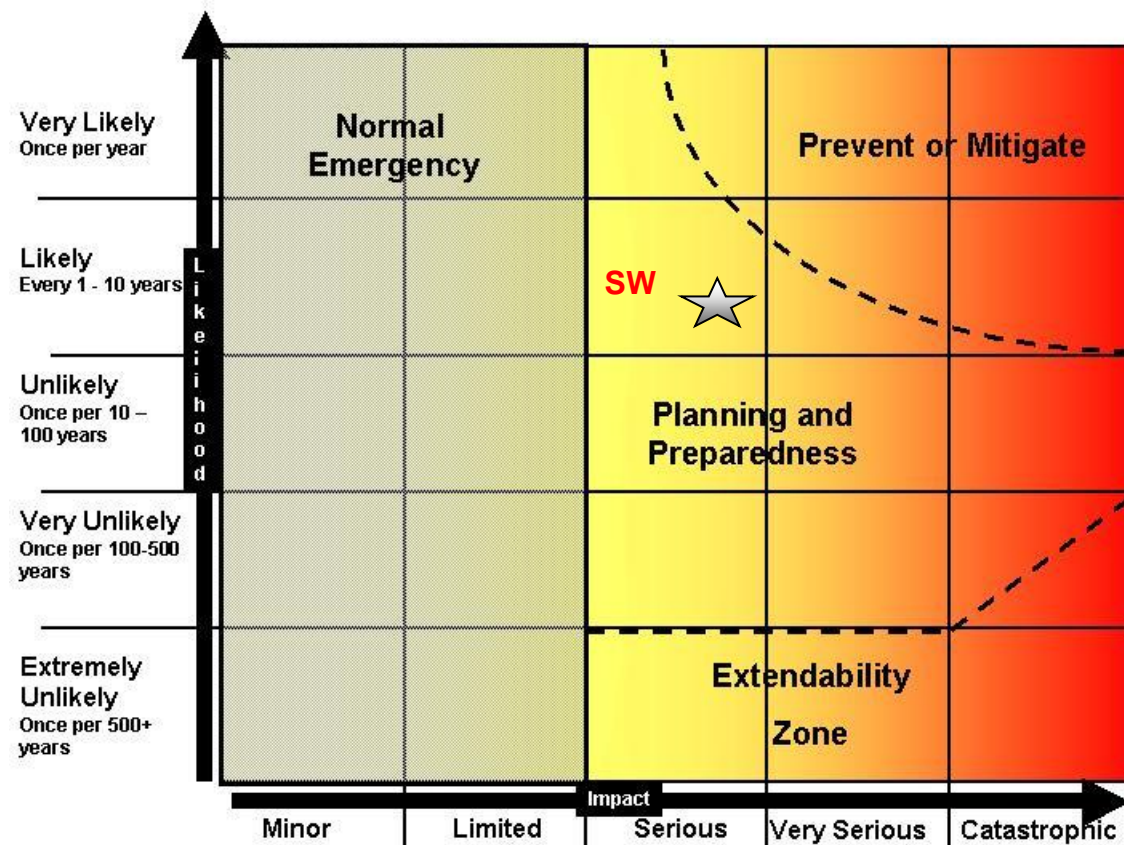 Very Likely
Once per year
Normal
Emergency
Prevent or Mitigate
Likely
Every 1 - 10 years
Likeliihood
SW
Unlikely
Once per 10 –
100 years
Planning and
Preparedness
Very Unlikely
Once per 100-500
years
Extremely
Unlikely
Once per 500+
years
Extendability
Zone
Impact
Minor
Limited
Serious
Very Serious
Catastrophic